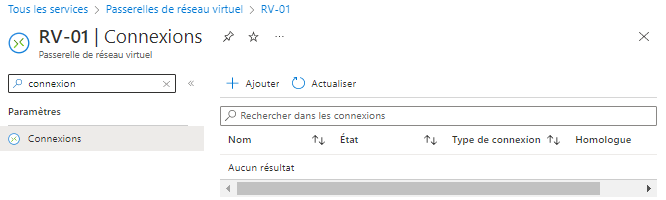 Tous les services > Passerelles de réseau virtuel > RV-01
RV-01 | Connexions
Passerelle de réseau virtuel
connexion
Paramètres
Connexions
Ajouter Actualiser
Rechercher dans les connexions
Nom État Type de connexion Homologue
Aucun résultat